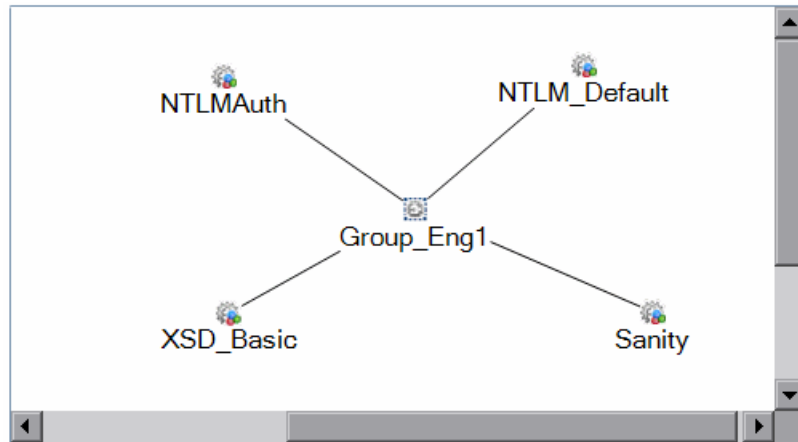 NTLMAuth
NTLM_Default
Group_Eng1
XSD_Basic
Sanity